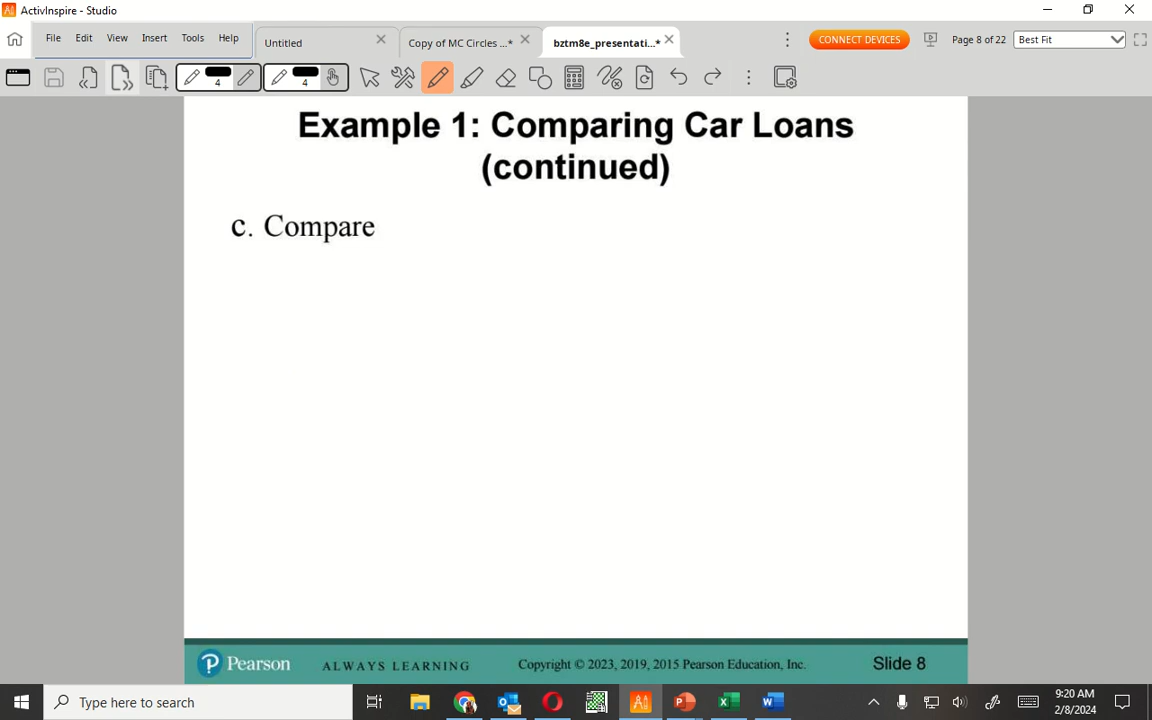 ActivInspire - Studio
File Edit View Insert Tools Help
Untitled
Copy of MC Circles ...*
bztm8e_presentati...*
CONNECT DEVICES
Page 8 of 22
Best Fit
4
4
Example 1: Comparing Car Loans
(continued)
c. Compare
Pearson
ALWAYS LEARNING
Copyright © 2023, 2019, 2015 Pearson Education, Inc.
Slide 8
Type here to search
9:20 AM
2/8/2024